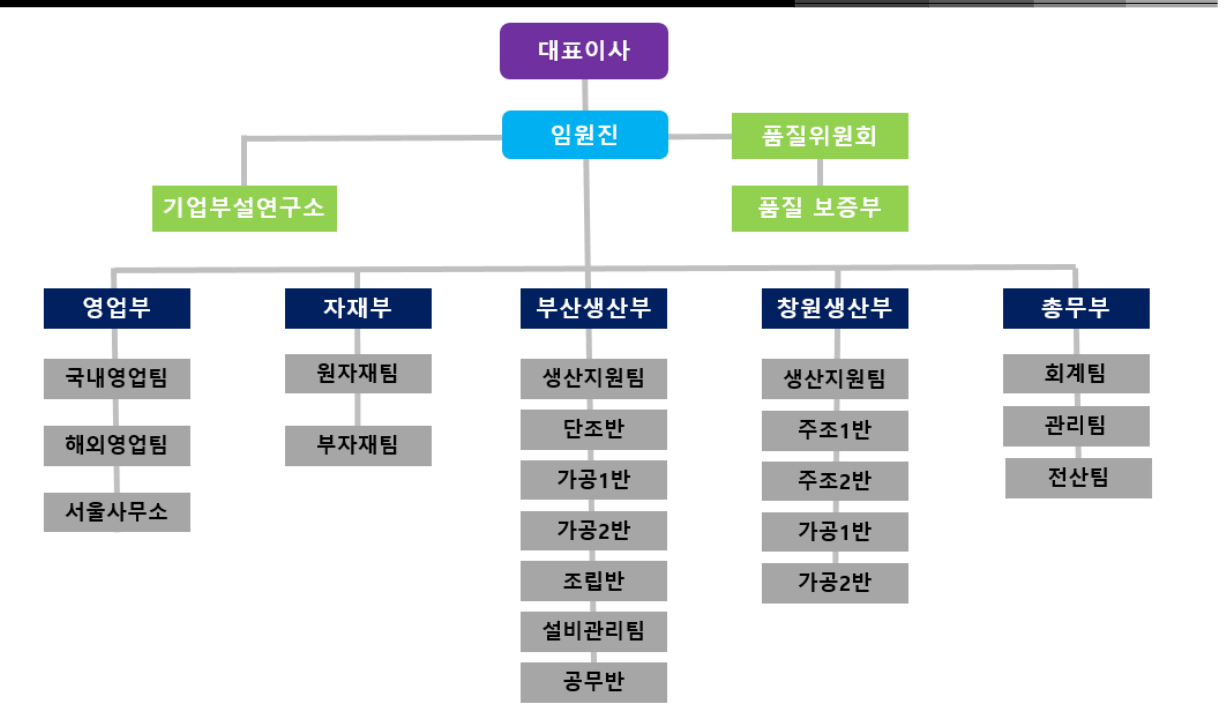 대표이사
임원진
품질위원회
기업부설연구소
품질 보증부
영업부
국내영업팀
해외영업팀
서울사무소
자재부
원자재팀
부자재팀
부산생산부
생산지원팀
단조반
가공1반
가공2반
조립반
설비관리팀
공무반
창원생산부
생산지원팀
주조1반
주조2반
가공1반
가공2반
총무부
회계팀
관리팀
전산팀